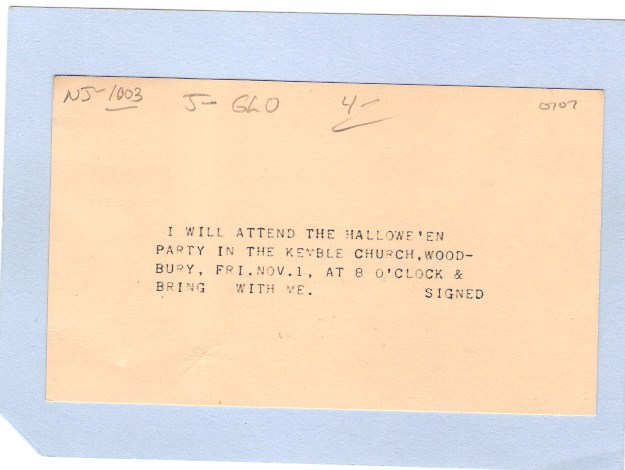 NJ-1003 J- GLO 4- 0707
I WILL ATTEND THE HALLOWE'EN
PARTY IN THE KEMBLE CHURCH,WOOD-
BURY, FRI.NOV.1, AT 8 O'CLOCK &
BRING WITH ME. SIGNED